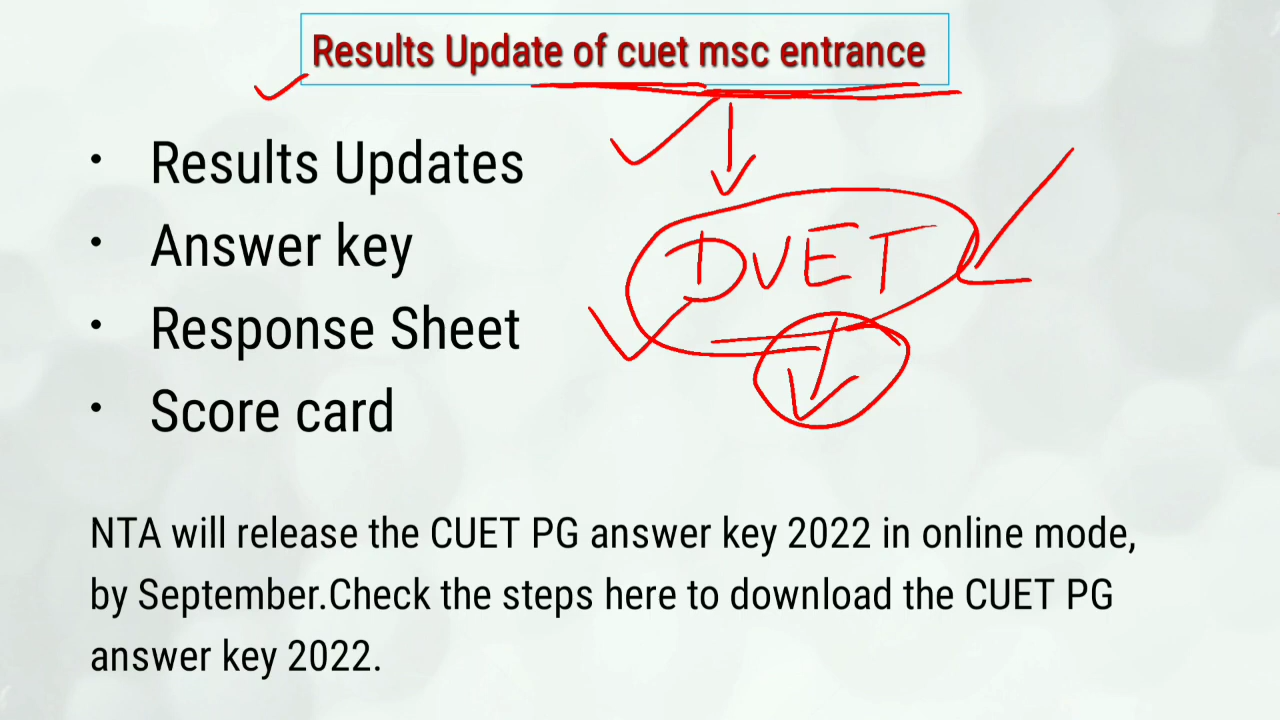 Results Update of cuet msc entrance
• Results Updates
• Answer key
• Response Sheet
• Score card
DUET
NTA will release the CUET PG answer key 2022 in online mode,
by September.Check the steps here to download the CUET PG
answer key 2022.